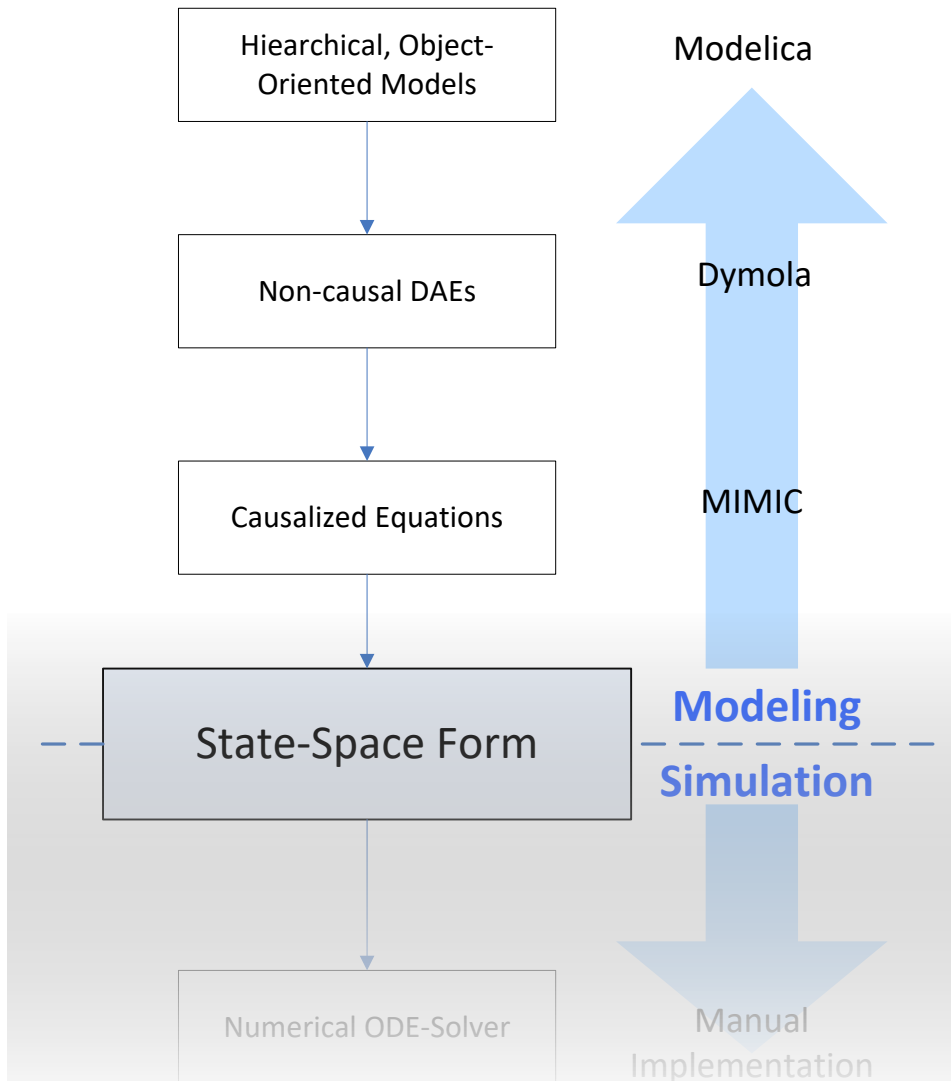 Hiearchical, Object-
Oriented Models
Modelica
Non-causal DAEs
Dymola
Causalized Equations
MIMIC
State-Space Form
Modeling
Simulation
Numerical ODE-Solver
Manual
Implementation